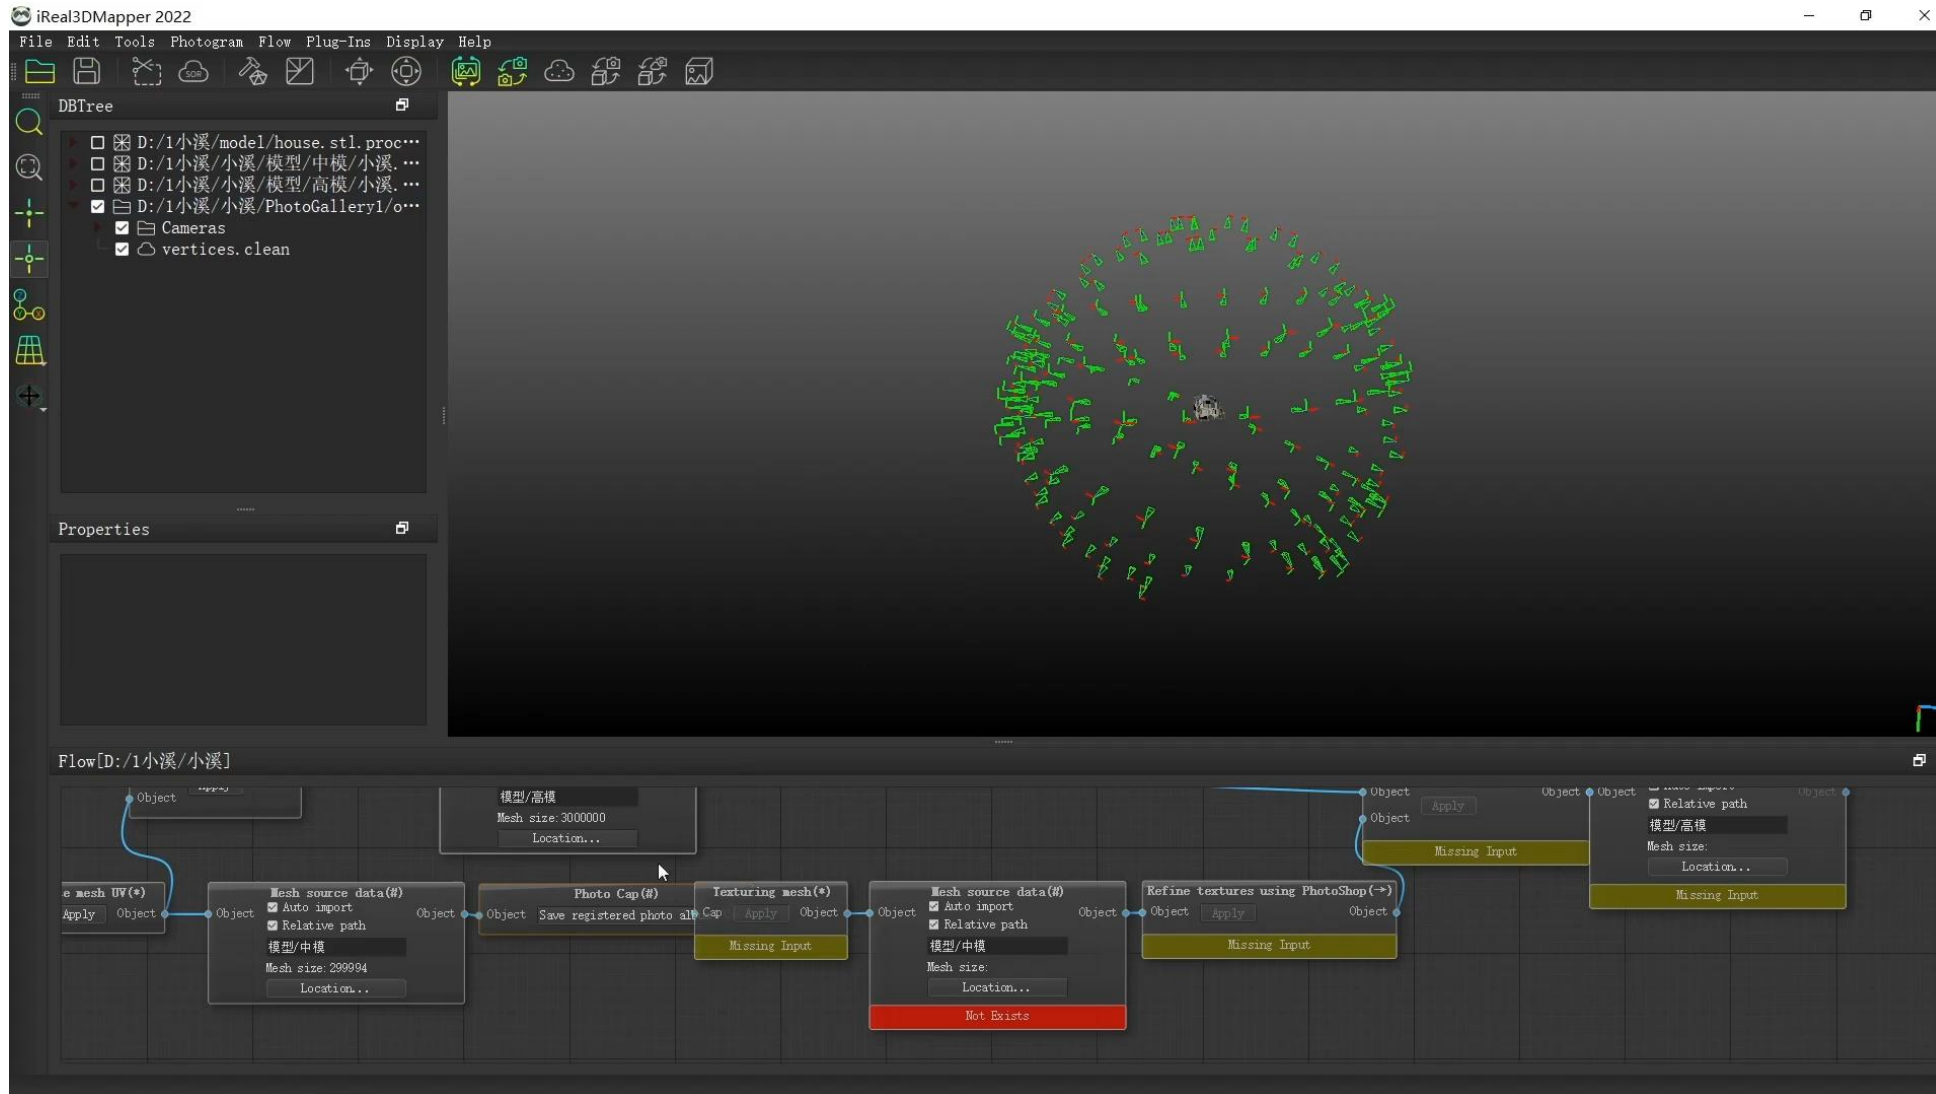 iReal3DMapper 2022
File Edit Tools Photogram Flow Plug-Ins Display Help
SOR
DBTree
D:/1小溪/model/house.stl.proc···
D:/1小溪/小溪/模型/中模/小溪.···
D:/1小溪/小溪/模型/高模/小溪.···
D:/1小溪/小溪/PhotoGallery1/o···
Cameras
vertices.clean
Properties
Flow[D:/1小溪/小溪]
Object
模型/高模
Mesh size:3000000
Location...
Object
Apply
Object
Object
Missing Input
Object
Object
Relative path
模型/高模
Mesh size:
Location...
Missing Input
e mesh UV(*)
Apply
Object
Mesh source data(#)
Auto import
Object
Object
Relative path
模型/中模
Mesh size:299994
Location...
Photo Cap(#)
Object
Save registered photo alt
Texturing mesh(*)
Cap
Apply
Object
Missing Input
Mesh source data(#)
Auto import
Object
Object
Relative path
模型/中模
Mesh size:
Location...
Not Exists
Refine textures using PhotoShop(→)
Object
Apply
Object
Missing Input